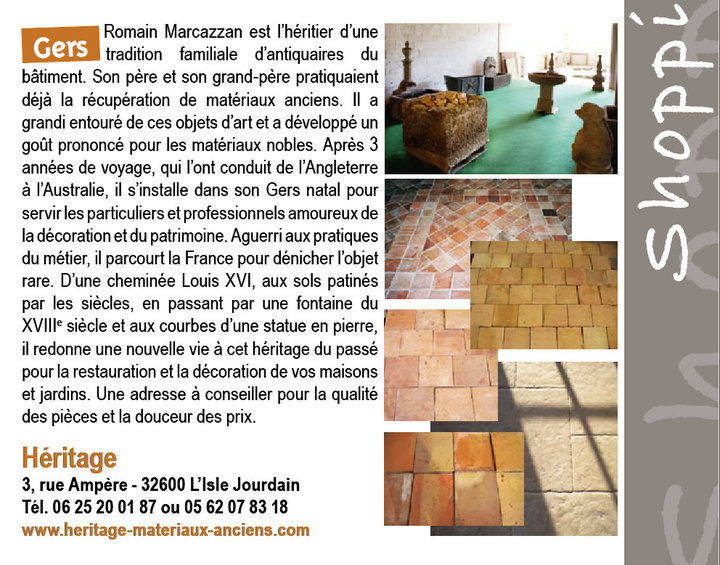 Gers
Romain Marcazzan est l'héritier d'une
tradition familiale d'antiquaires du
bâtiment. Son père et son grand-père pratiquaient
déjà la récupération de matériaux anciens. Il a
grandi entouré de ces objets d'art et a développé un
goût prononcé pour les matériaux nobles. Après 3
années de voyage, qui l'ont conduit de l'Angleterre
à l'Australie, il s'installe dans son Gers natal pour
servir les particuliers et professionnels amoureux de
la décoration et du patrimoine. Aguerri aux pratiques
du métier, il parcourt la France pour dénicher l'objet
rare. D'une cheminée Louis XVI, aux sols patinés
par les siècles, en passant par une fontaine du
XVIIIe siècle et aux courbes d'une statue en pierre,
il redonne une nouvelle vie à cet héritage du passé
pour la restauration et la décoration de vos maisons
et jardins. Une adresse à conseiller pour la qualité
des pièces et la douceur des prix.
Héritage
3, rue Ampère - 32600 L'Isle Jourdain
Tél. 06 25 20 01 87 ou 05 62 07 83 18
www.heritage-materiaux-anciens.com
Shoppi